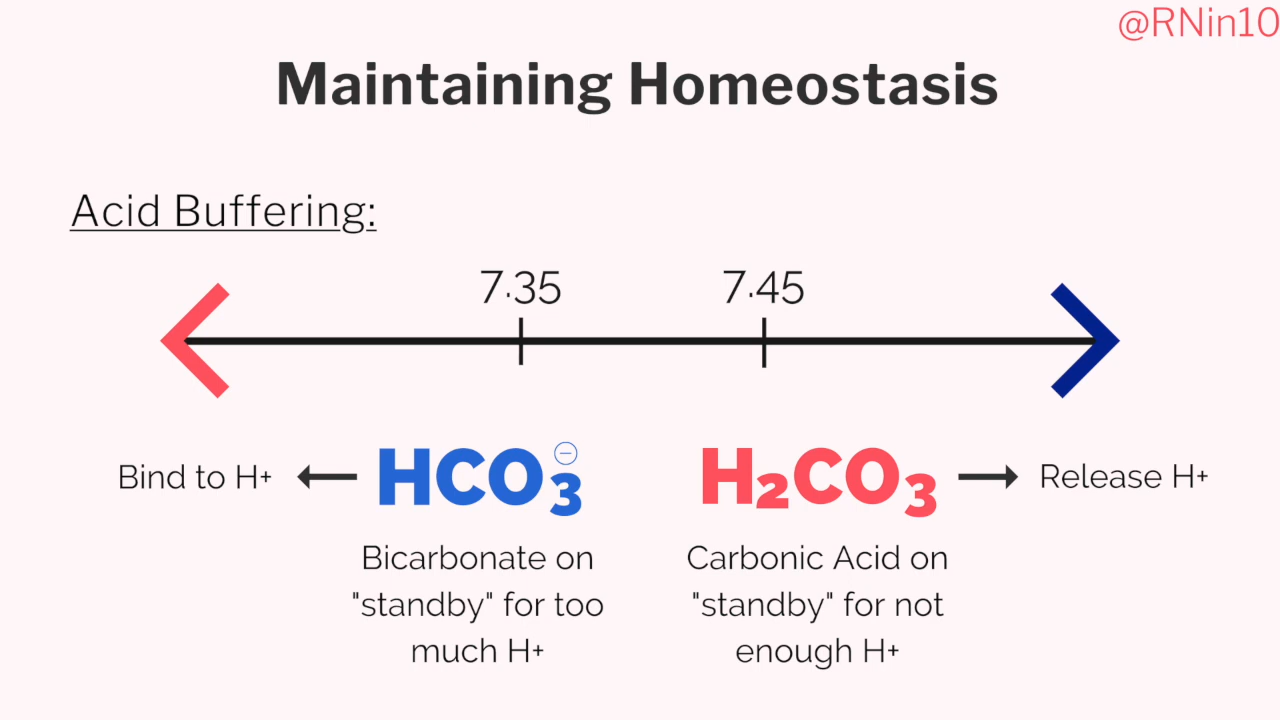 @RNin10
Maintaining Homeostasis
Acid Buffering:
7.35 7.45
Bind to H+ HCO₃⊖ H₂CO₃ Release H+
Bicarbonate on
"standby" for too
much H+
Carbonic Acid on
"standby" for not
enough H+